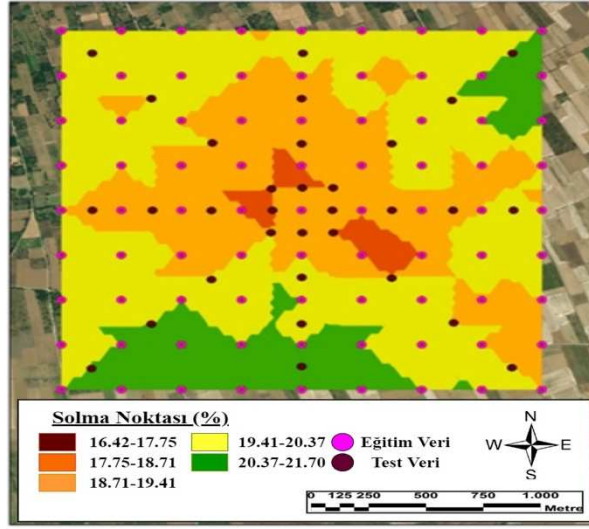 Solma Noktası (%)
16.42-17.75
17.75-18.71
18.71-19.41
19.41-20.37
20.37-21.70
Eğitim Veri
Test Veri
N
W E
S
0 125 250 500 750 1.000
Metre